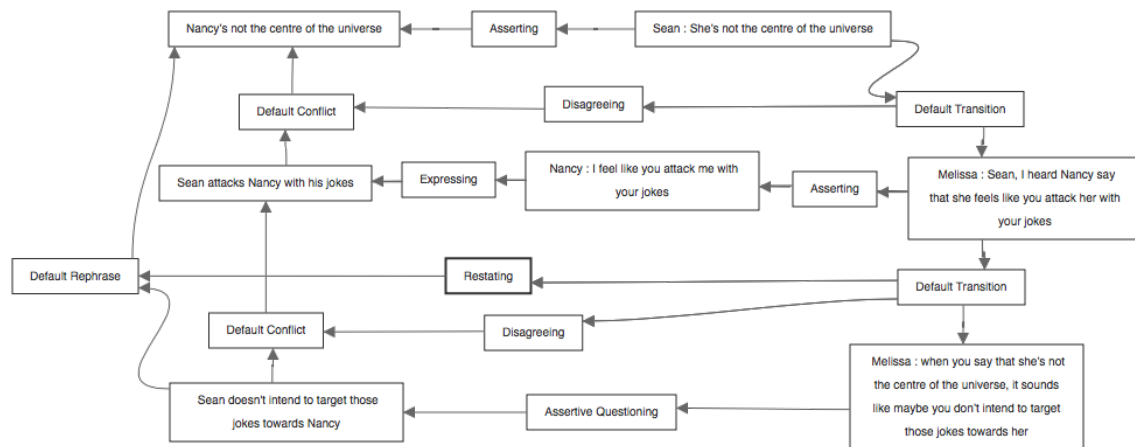 Nancy's not the centre of the universe
Asserting
Sean : She's not the centre of the universe
Default Conflict
Disagreeing
Default Transition
Sean attacks Nancy with his jokes
Expressing
Nancy : I feel like you attack me with
your jokes
Asserting
Melissa : Sean, I heard Nancy say
that she feels like you attack her with
your jokes
Default Rephrase
Restating
Default Transition
Default Conflict
Disagreeing
Sean doesn't intend to target those
jokes towards Nancy
Assertive Questioning
Melissa : when you say that she's not
the centre of the universe, it sounds
like maybe you don't intend to target
those jokes towards her